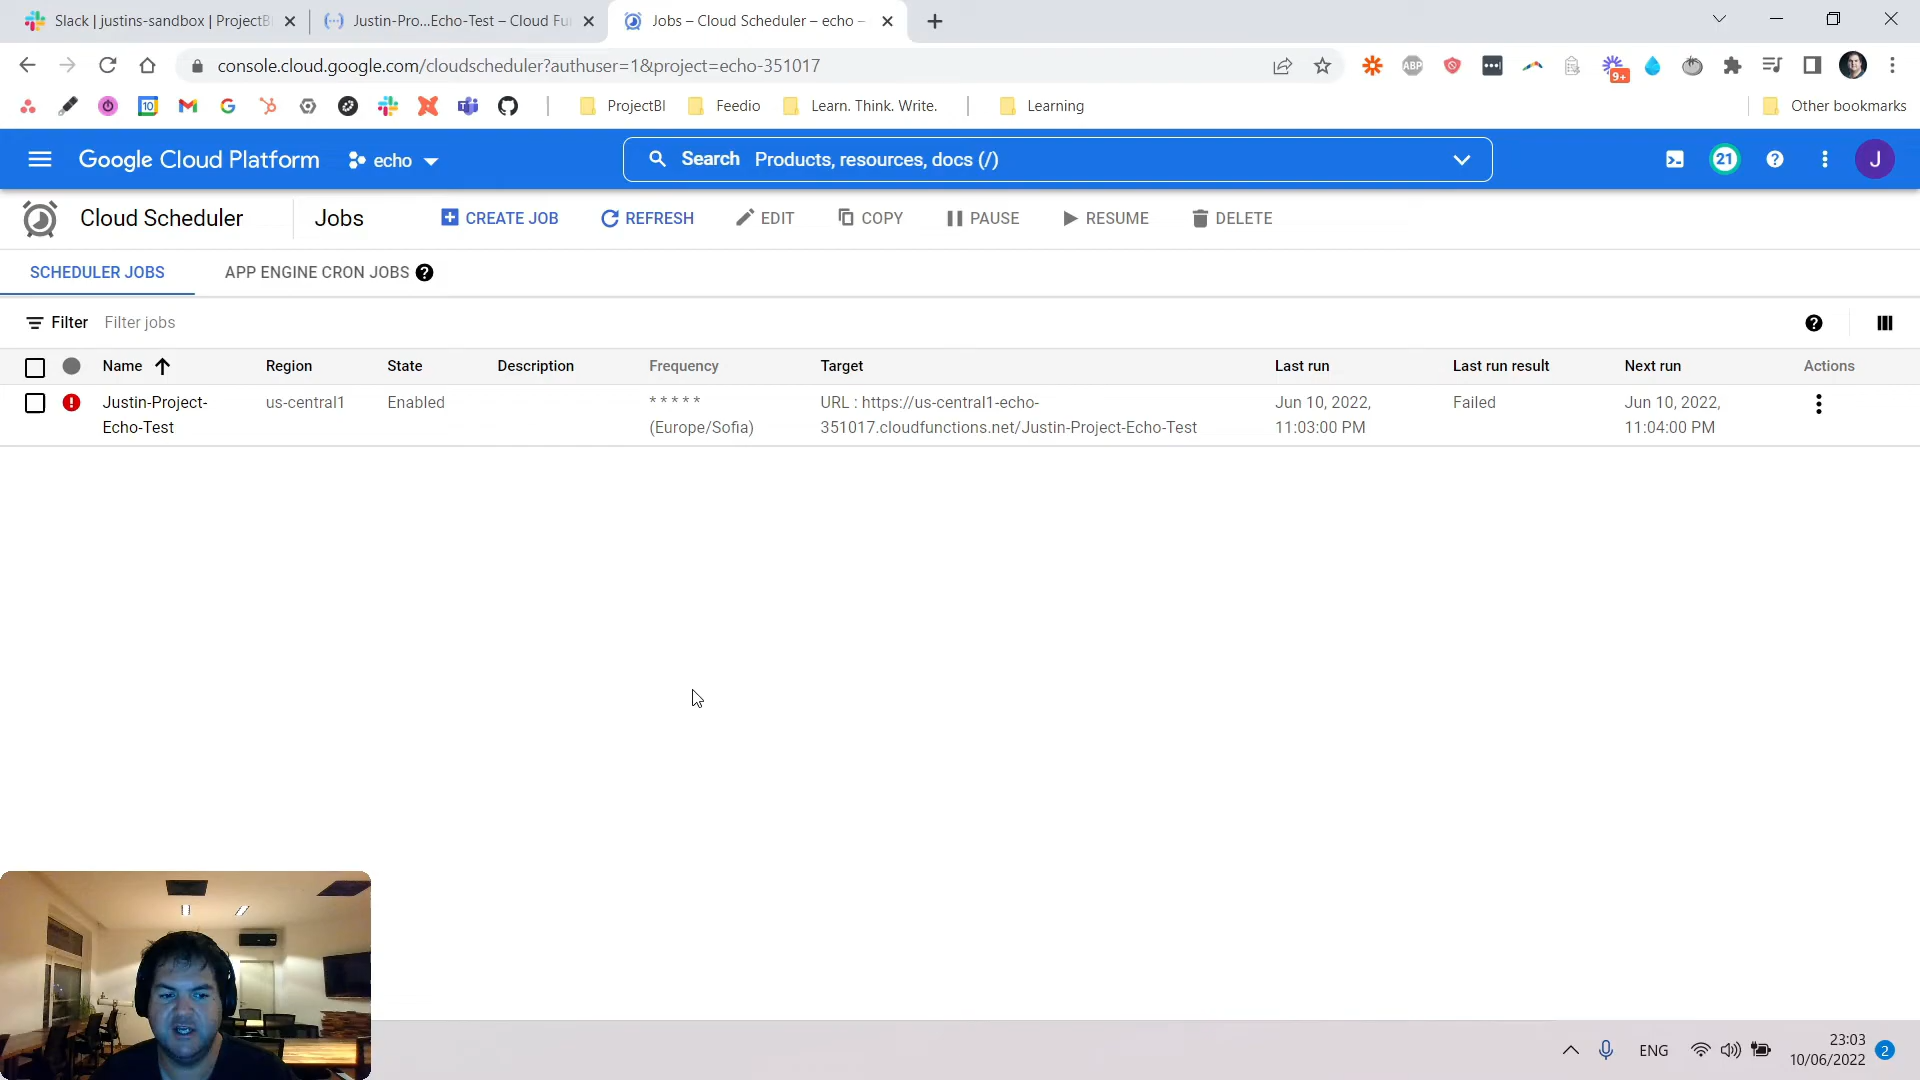 Slack | justins-sandbox | ProjectBI
Justin-Pro...Echo-Test – Cloud Fu
Jobs – Cloud Scheduler – echo –
console.cloud.google.com/cloudscheduler?authuser=1&project=echo-351017
ABP
9+
10
ProjectBI
Feedio
Learn. Think. Write.
Learning
Other bookmarks
Google Cloud Platform
echo
Search Products, resources, docs (/)
21
?
J
Cloud Scheduler
Jobs
CREATE JOB
REFRESH
EDIT
COPY
PAUSE
RESUME
DELETE
SCHEDULER JOBS
APP ENGINE CRON JOBS ?
Filter Filter jobs
?
Name
Region
State
Description
Frequency
Target
Last run
Last run result
Next run
Actions
Justin-Project-
Echo-Test
us-central1
Enabled
* * * * *
(Europe/Sofia)
URL : https://us-central1-echo-
351017.cloudfunctions.net/Justin-Project-Echo-Test
Jun 10, 2022,
11:03:00 PM
Failed
Jun 10, 2022,
11:04:00 PM
ENG
23:03
10/06/2022
2